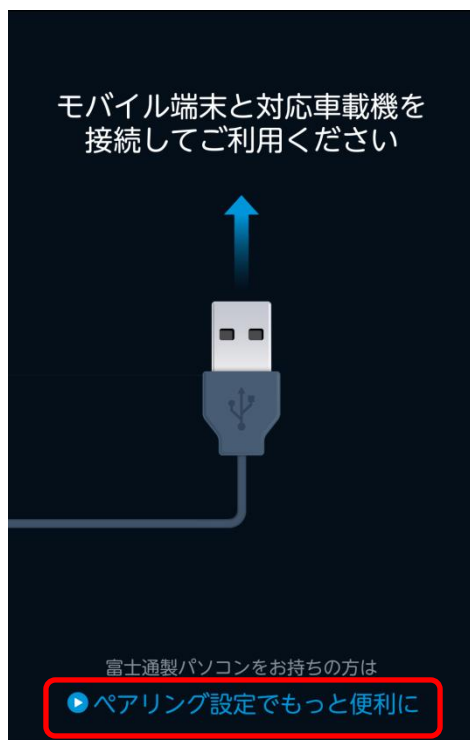 モバイル端末と対応車載機を
接続してご利用ください
富士通製パソコンをお持ちの方は
ペアリング設定でもっと便利に